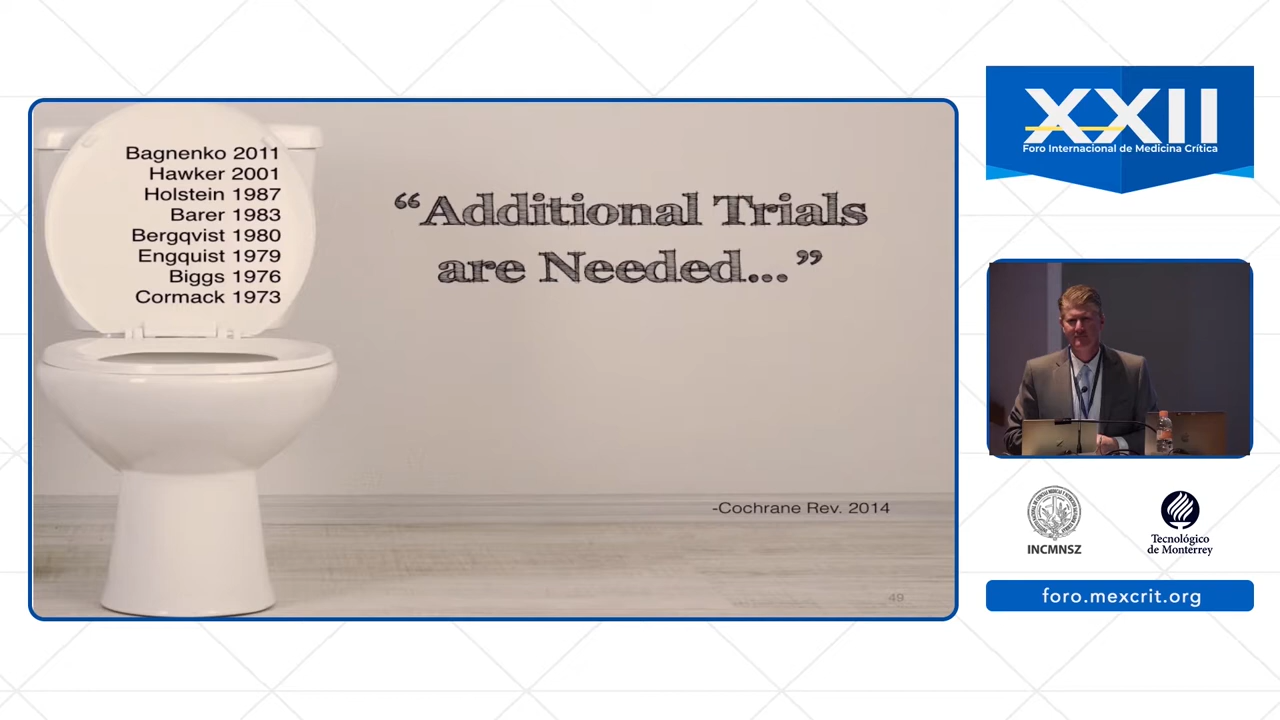 Bagnenko 2011
Hawker 2001
Holstein 1987
Barer 1983
Bergqvist 1980
Engquist 1979
Biggs 1976
Cormack 1973
“Additional Trials
are Needed...”
-Cochrane Rev. 2014
49
XXII
Foro Internacional de Medicina Crítica
INCMNSZ
Tecnológico
de Monterrey
foro.mexcrit.org